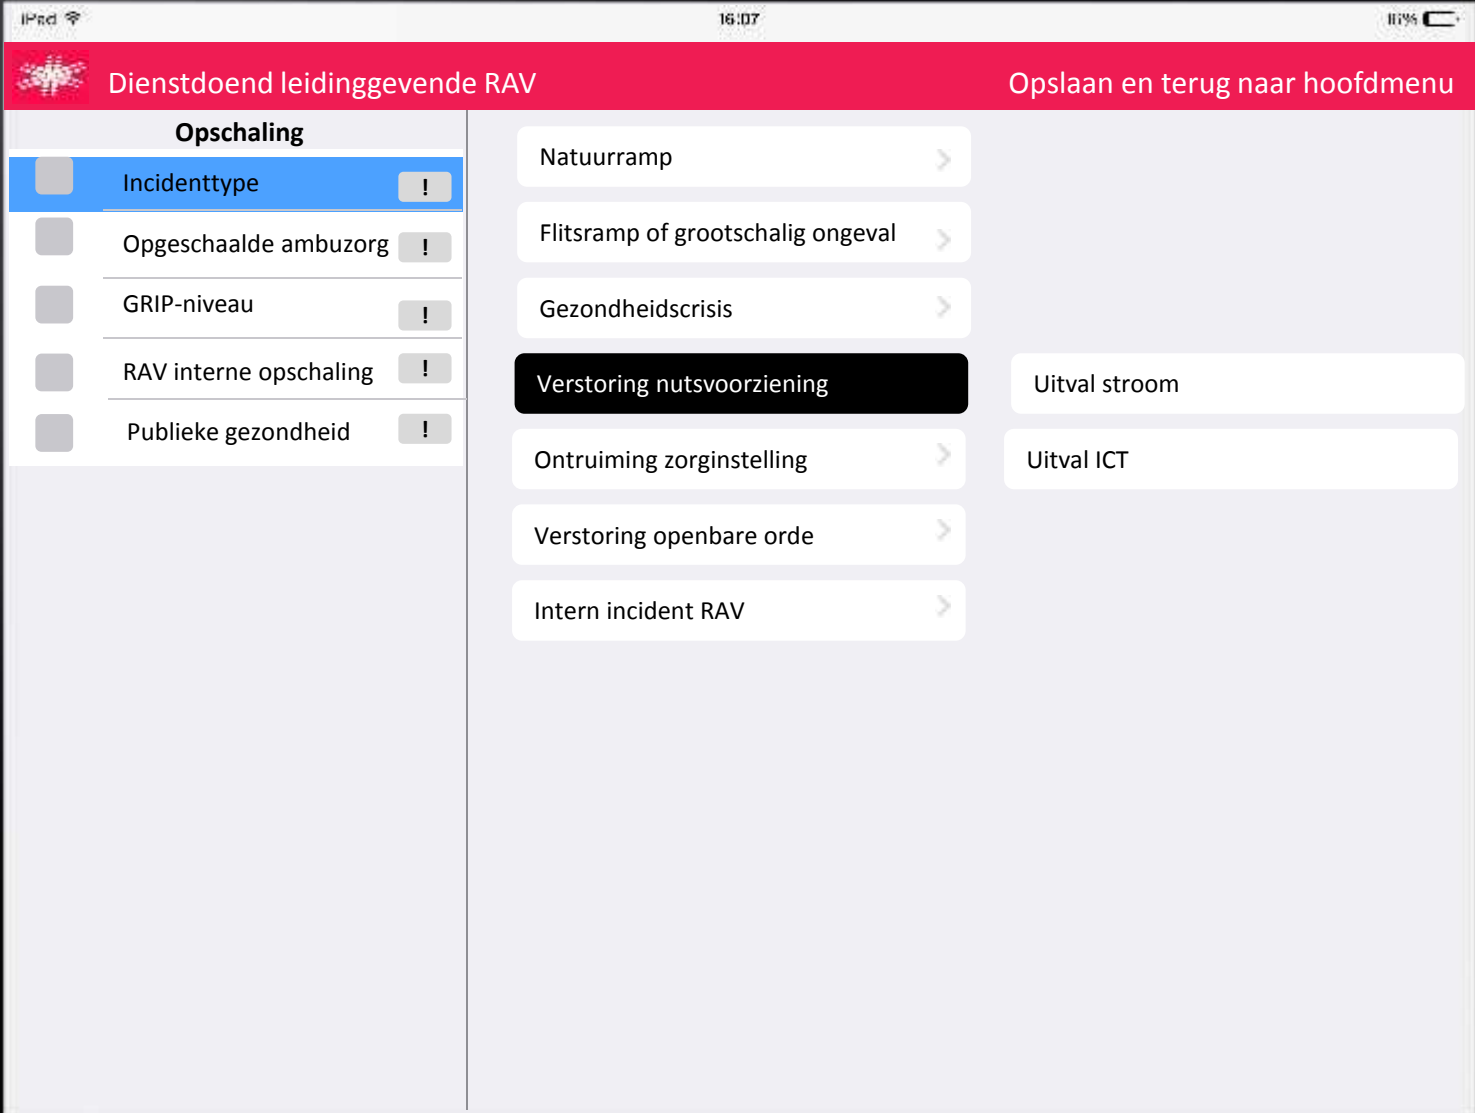 iPad
16:07
16%
Dienstdoend leidinggevende RAV
Opslaan en terug naar hoofdmenu
Opschaling
Incidenttype !
Opgeschaalde ambuzorg !
GRIP-niveau !
RAV interne opschaling !
Publieke gezondheid !
Natuurramp
Flitsramp of grootschalig ongeval
Gezondheidscrisis
Verstoring nutsvoorziening
Ontruiming zorginstelling
Verstoring openbare orde
Intern incident RAV
Uitval stroom
Uitval ICT